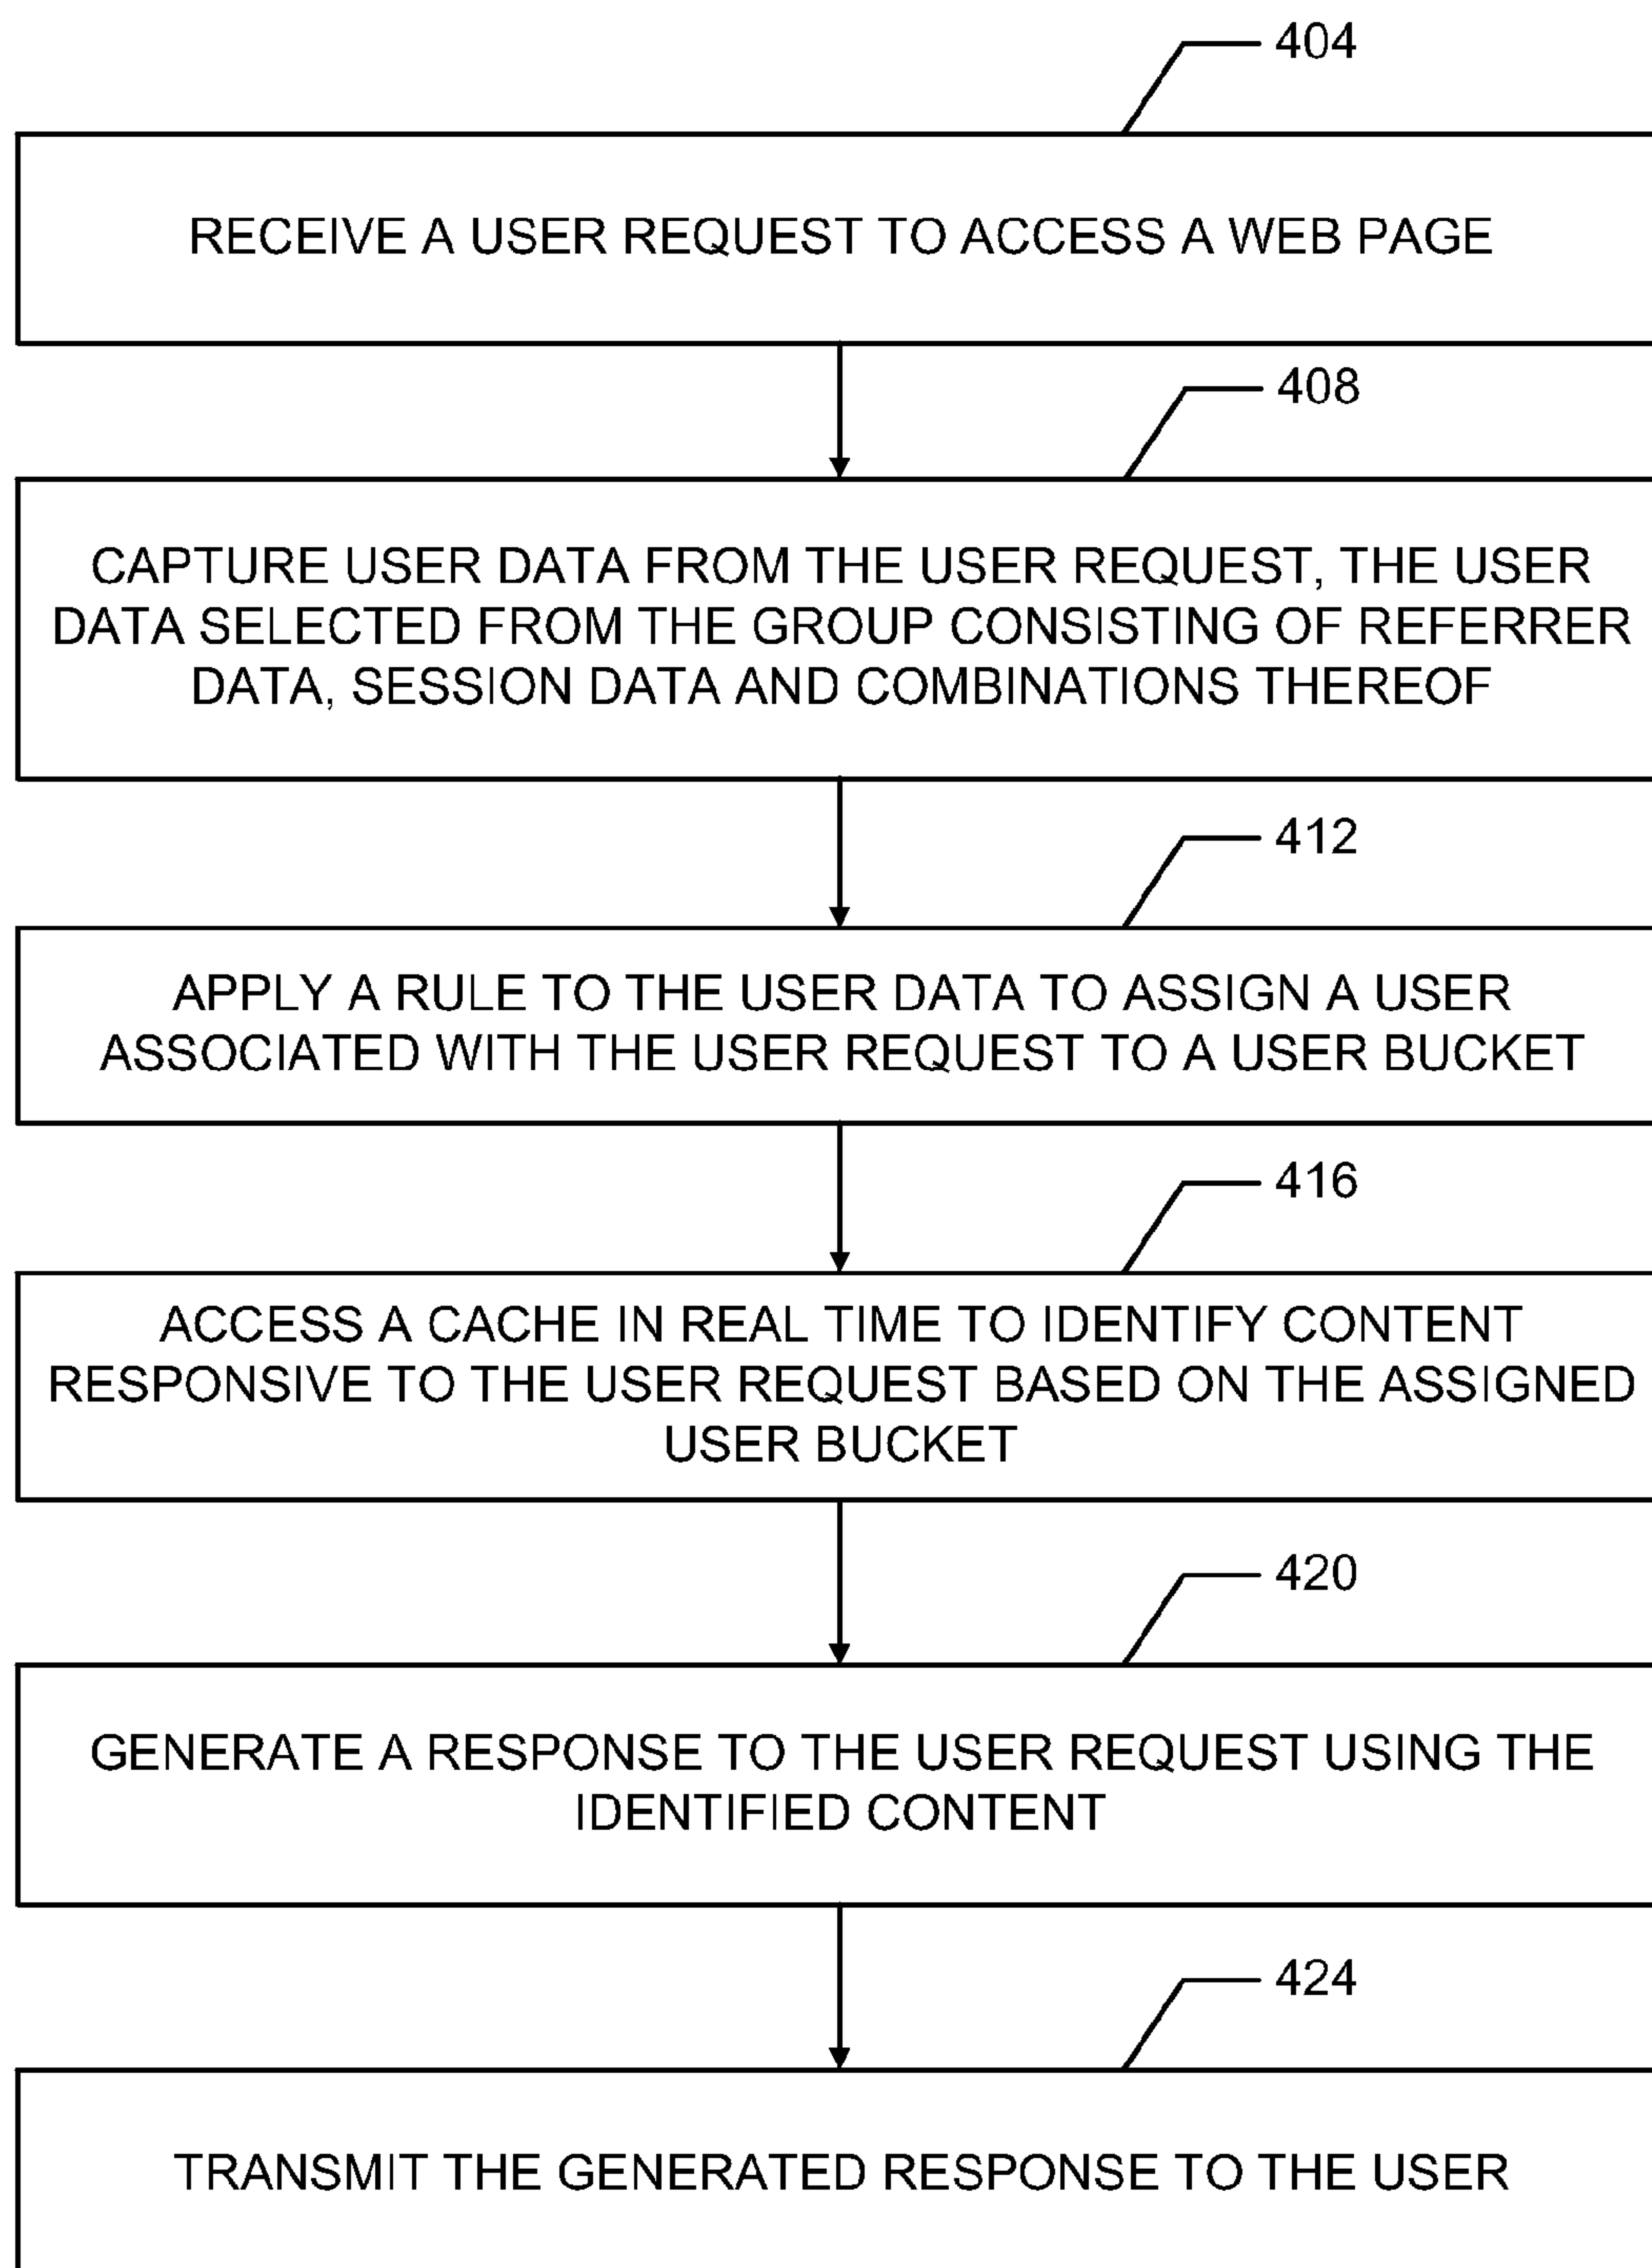 404
RECEIVE A USER REQUEST TO ACCESS A WEB PAGE
408
CAPTURE USER DATA FROM THE USER REQUEST, THE USER
DATA SELECTED FROM THE GROUP CONSISTING OF REFERRER
DATA, SESSION DATA AND COMBINATIONS THEREOF
412
APPLY A RULE TO THE USER DATA TO ASSIGN A USER
ASSOCIATED WITH THE USER REQUEST TO A USER BUCKET
416
ACCESS A CACHE IN REAL TIME TO IDENTIFY CONTENT
RESPONSIVE TO THE USER REQUEST BASED ON THE ASSIGNED
USER BUCKET
420
GENERATE A RESPONSE TO THE USER REQUEST USING THE
IDENTIFIED CONTENT
424
TRANSMIT THE GENERATED RESPONSE TO THE USER